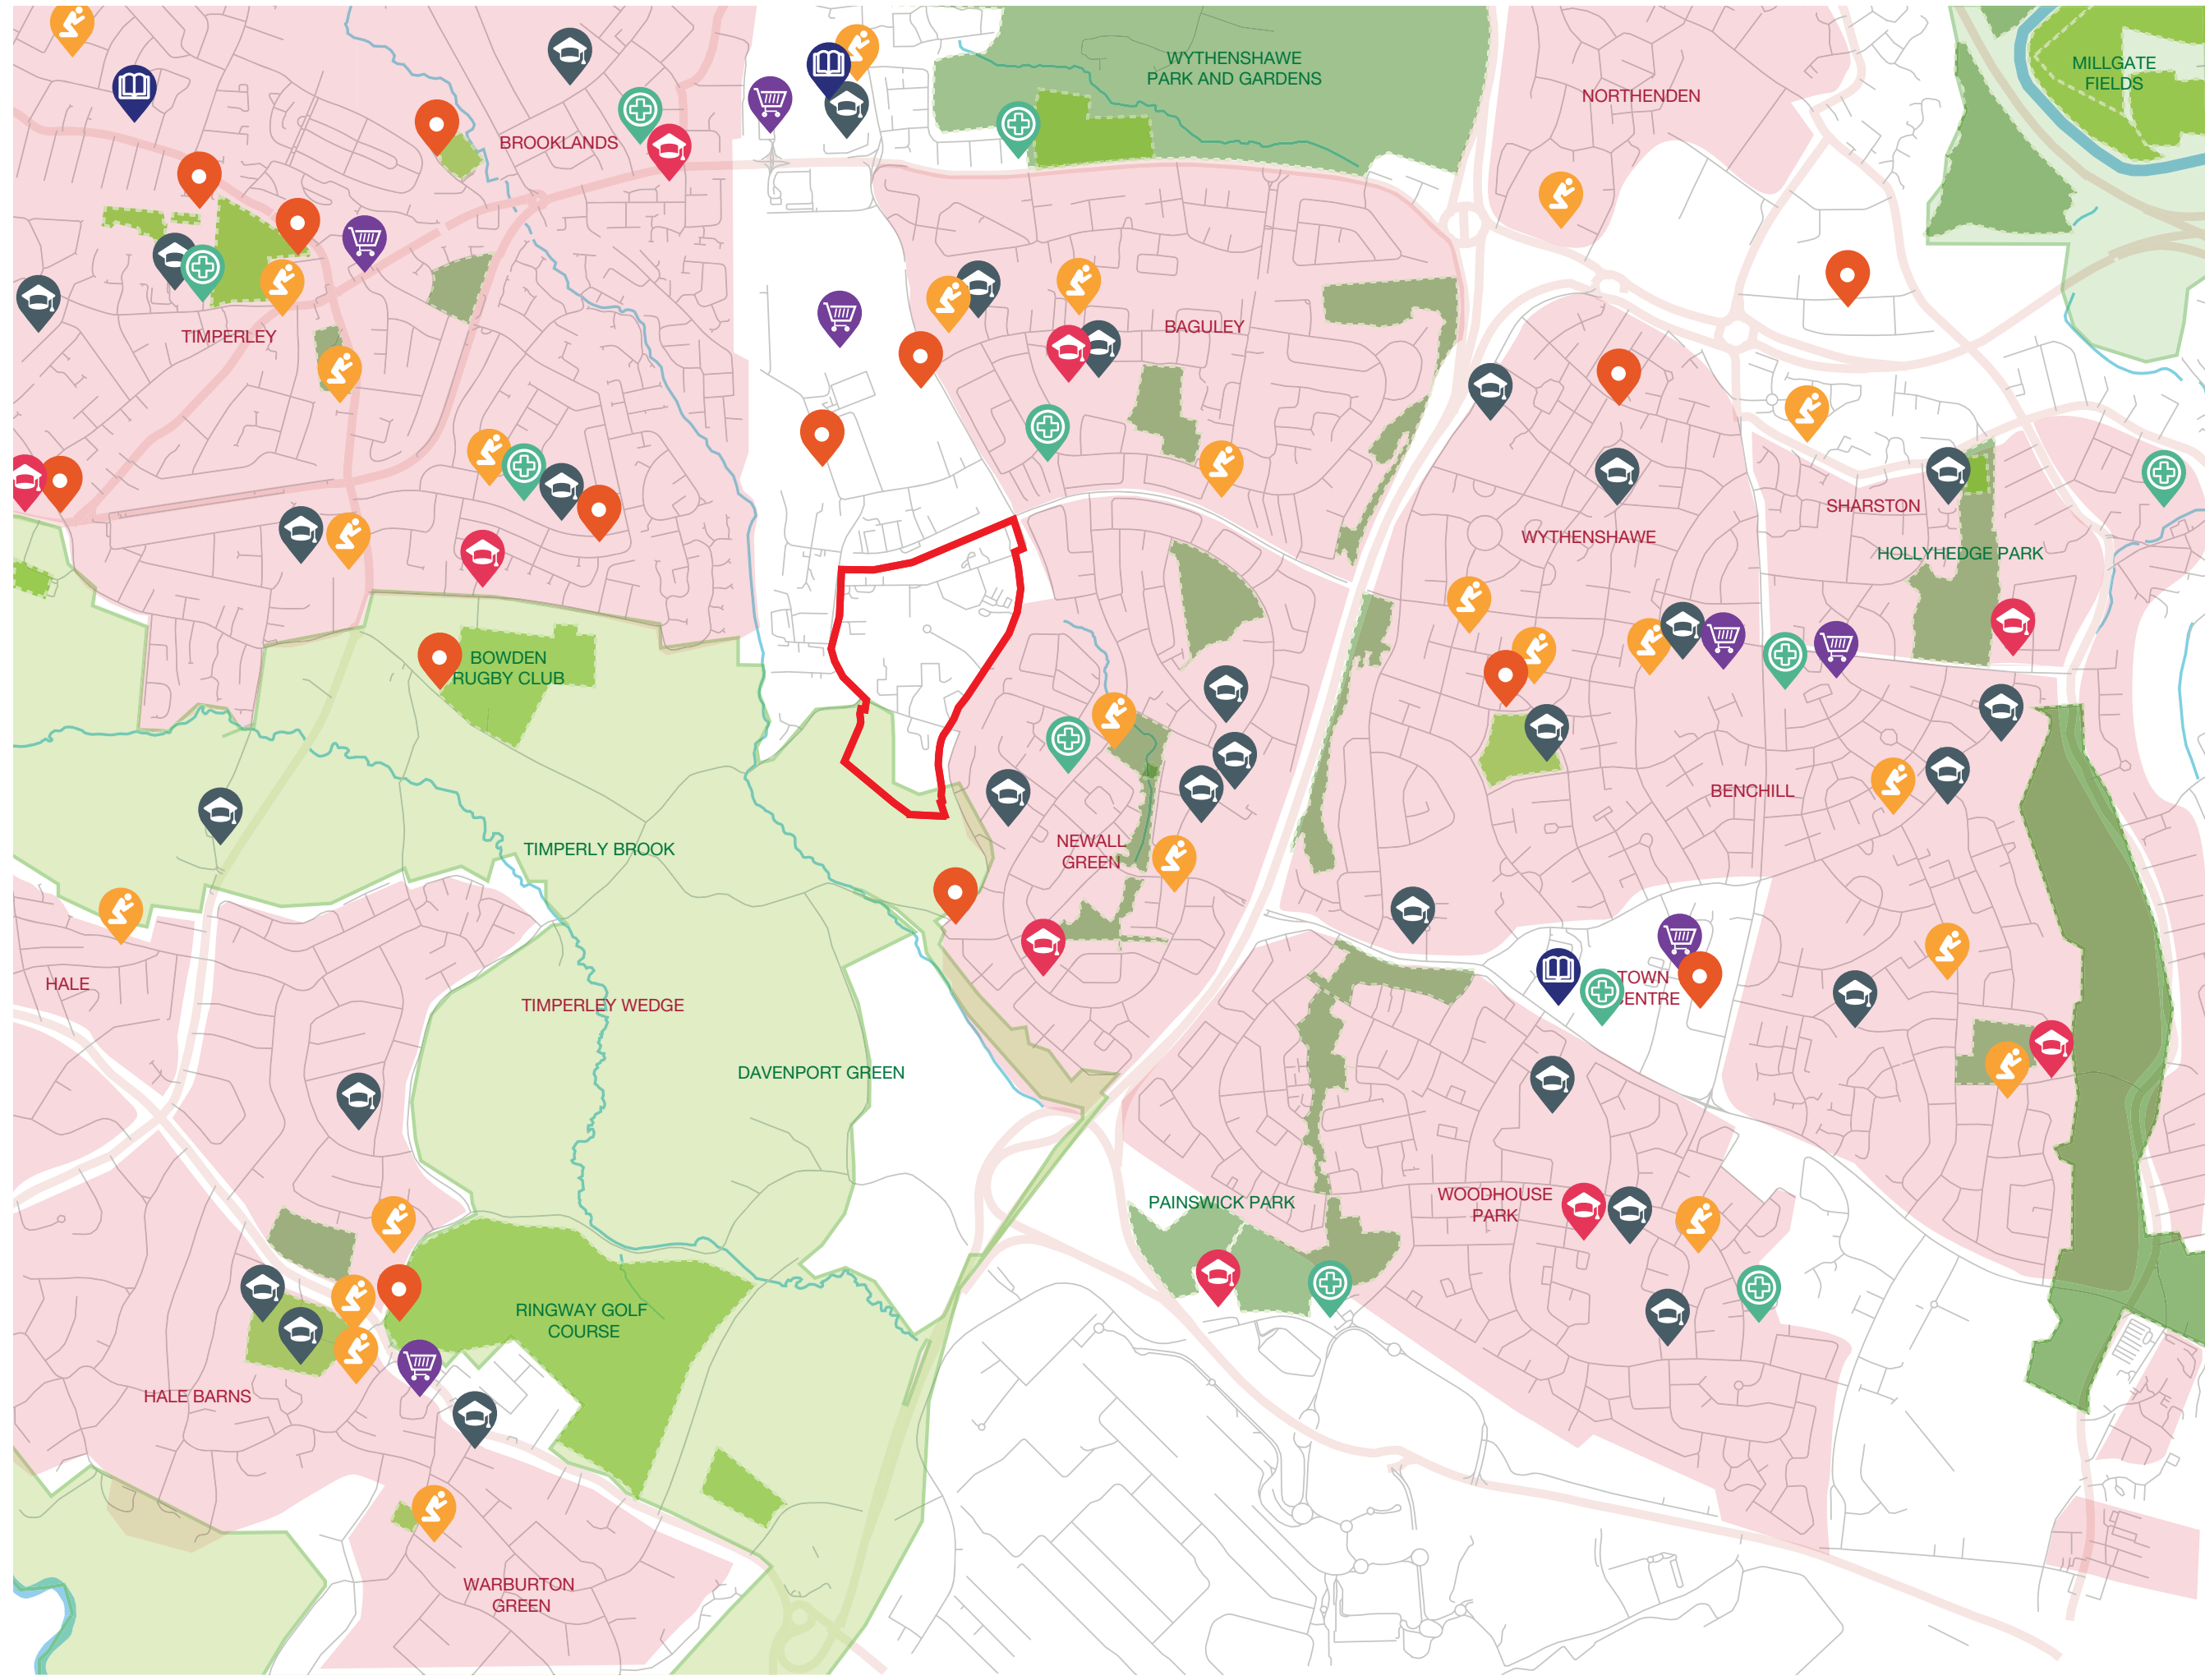 WYTHENSHAWE
PARK AND GARDENS
MILLGATE
FIELDS
NORTHENDEN
BROOKLANDS
TIMPERLEY
BAGULEY
SHARSTON
WYTHENSHAWE
HOLLYHEDGE PARK
BOWDEN
RUGBY CLUB
BENCHILL
TIMPERLY BROOK
NEWALL
GREEN
HALE
TIMPERLEY WEDGE
TOWN
ENTRE
DAVENPORT GREEN
PAINSWICK PARK
WOODHOUSE
PARK
RINGWAY GOLF
COURSE
HALE BARNS
WARBURTON
GREEN